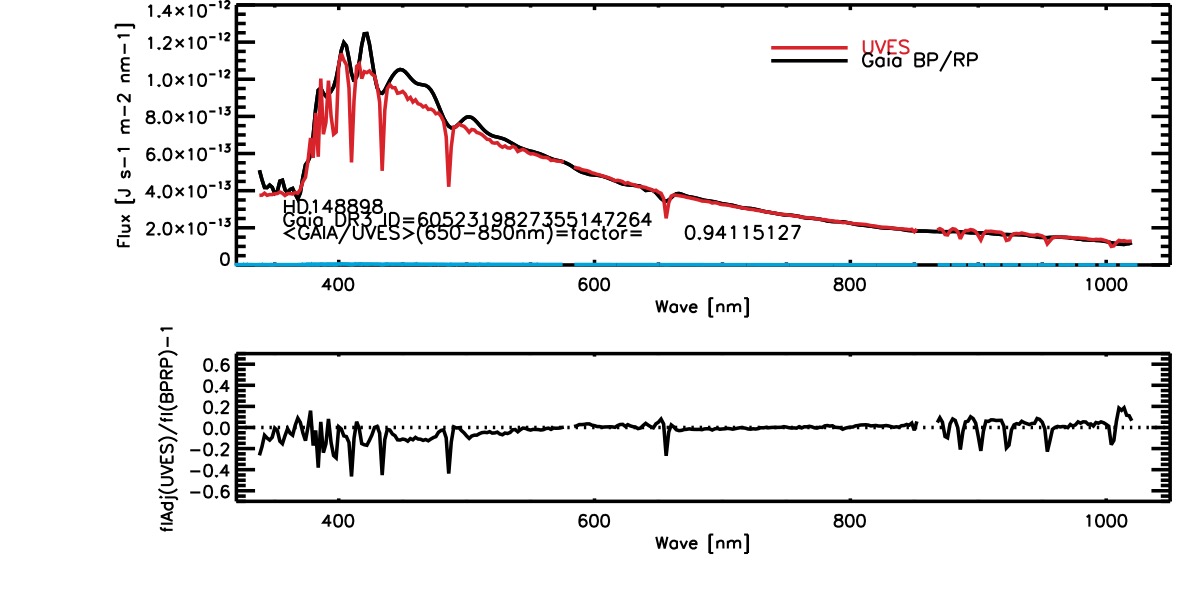 1.4×10−12
1.2×10−12
1.0×10−12
8.0×10−13
6.0×10−13
4.0×10−13
2.0×10−13
0
Flux [J s−1 m−2 nm−1]
UVES
Gaia BP/RP
HD148898
Gaia DR3 ID=6052319827355147264
<GAIA/UVES>(650−850nm)=factor= 0.94115127
400 600 800 1000
Wave [nm]
0.6
0.4
0.2
0.0
−0.2
−0.4
−0.6
flAdj(UVES)/fl(BPRP)−1
400 600 800 1000
Wave [nm]